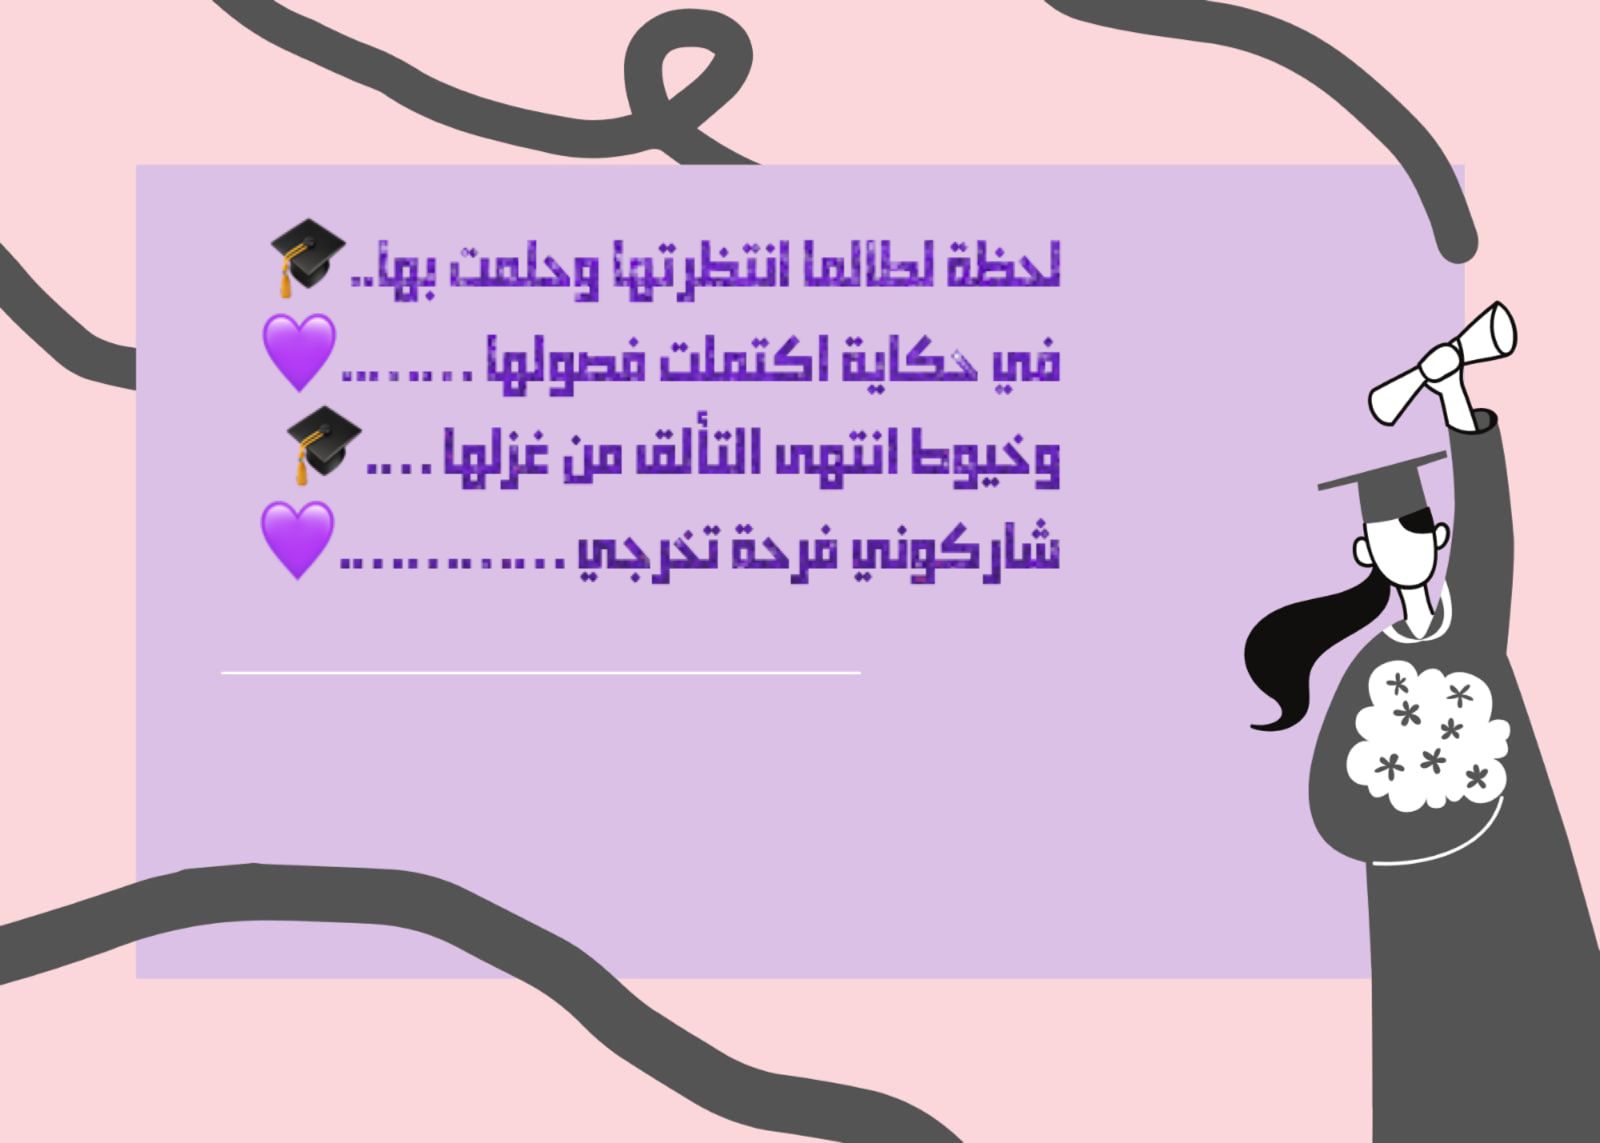 لحظة لطالما انتظرتها وحلمت بها..🎓
في حكاية اكتملت فصولها .......💜
وخيوط انتهى التألق من غزلها ....🎓
شاركوني فرحة تخرجي ............💜